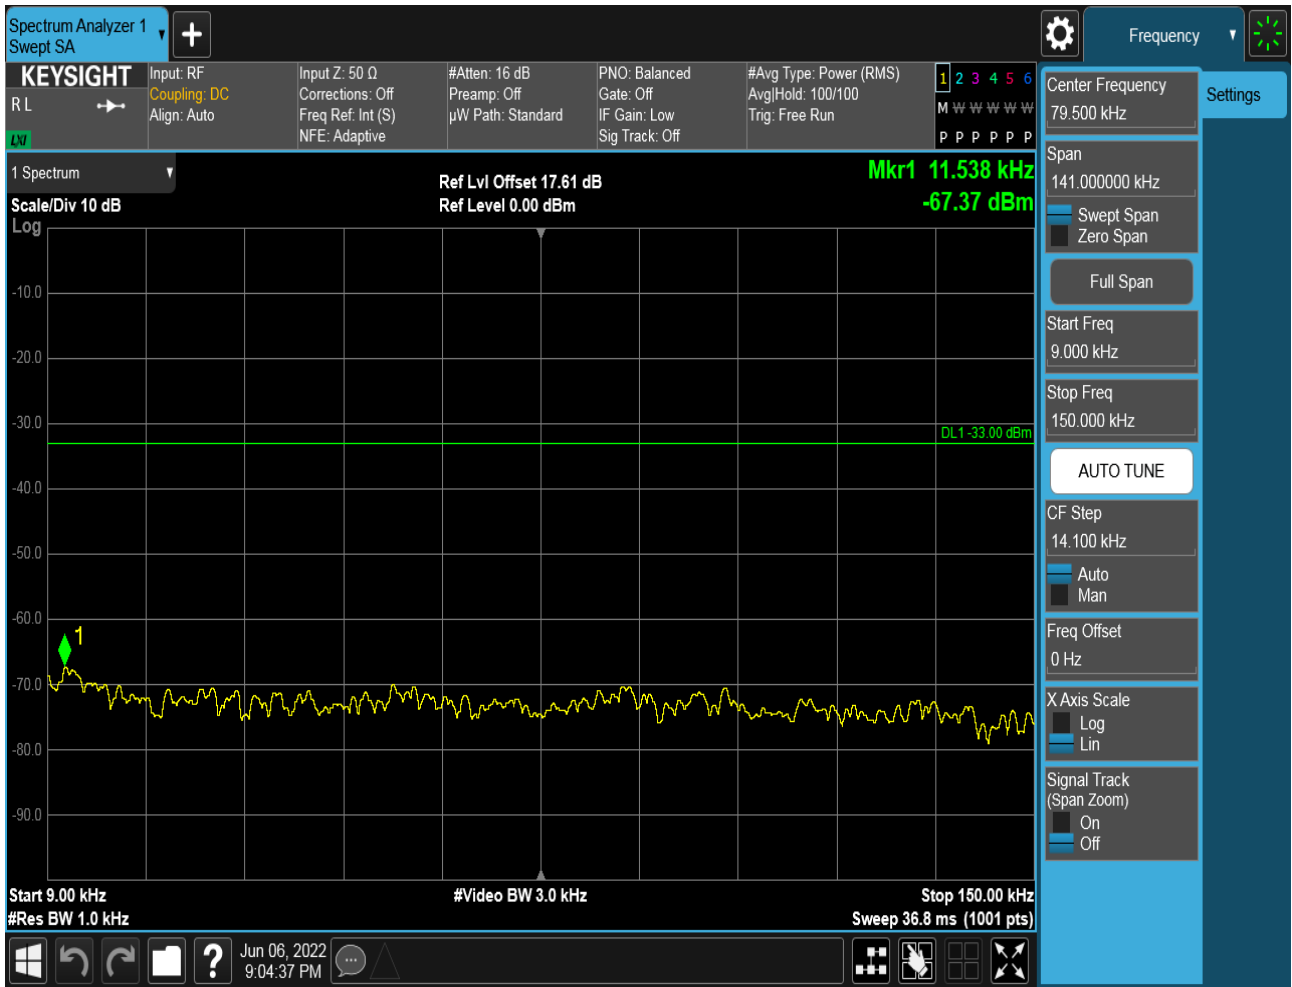 Spectrum Analyzer 1
Swept SA
Frequency
KEYSIGHT
R L
LXI
Input: RF
Coupling: DC
Align: Auto
Input Z: 50 Ω
Corrections: Off
Freq Ref: Int (S)
NFE: Adaptive
#Atten: 16 dB
Preamp: Off
µW Path: Standard
PNO: Balanced
Gate: Off
IF Gain: Low
Sig Track: Off
#Avg Type: Power (RMS)
Avg|Hold: 100/100
Trig: Free Run
1 2 3 4 5 6
M W W W W W
P P P P P P
1 Spectrum
Scale/Div 10 dB
Log
Ref Lvl Offset 17.61 dB
Ref Level 0.00 dBm
Mkr1 11.538 kHz
-67.37 dBm
-10.0
-20.0
-30.0
DL1 -33.00 dBm
-40.0
-50.0
-60.0
1
-70.0
-80.0
-90.0
Start 9.00 kHz
#Video BW 3.0 kHz
Stop 150.00 kHz
#Res BW 1.0 kHz
Sweep 36.8 ms (1001 pts)
Jun 06, 2022
9:04:37 PM
Center Frequency
79.500 kHz
Settings
Span
141.000000 kHz
Swept Span
Zero Span
Full Span
Start Freq
9.000 kHz
Stop Freq
150.000 kHz
AUTO TUNE
CF Step
14.100 kHz
Auto
Man
Freq Offset
0 Hz
X Axis Scale
Log
Lin
Signal Track
(Span Zoom)
On
Off